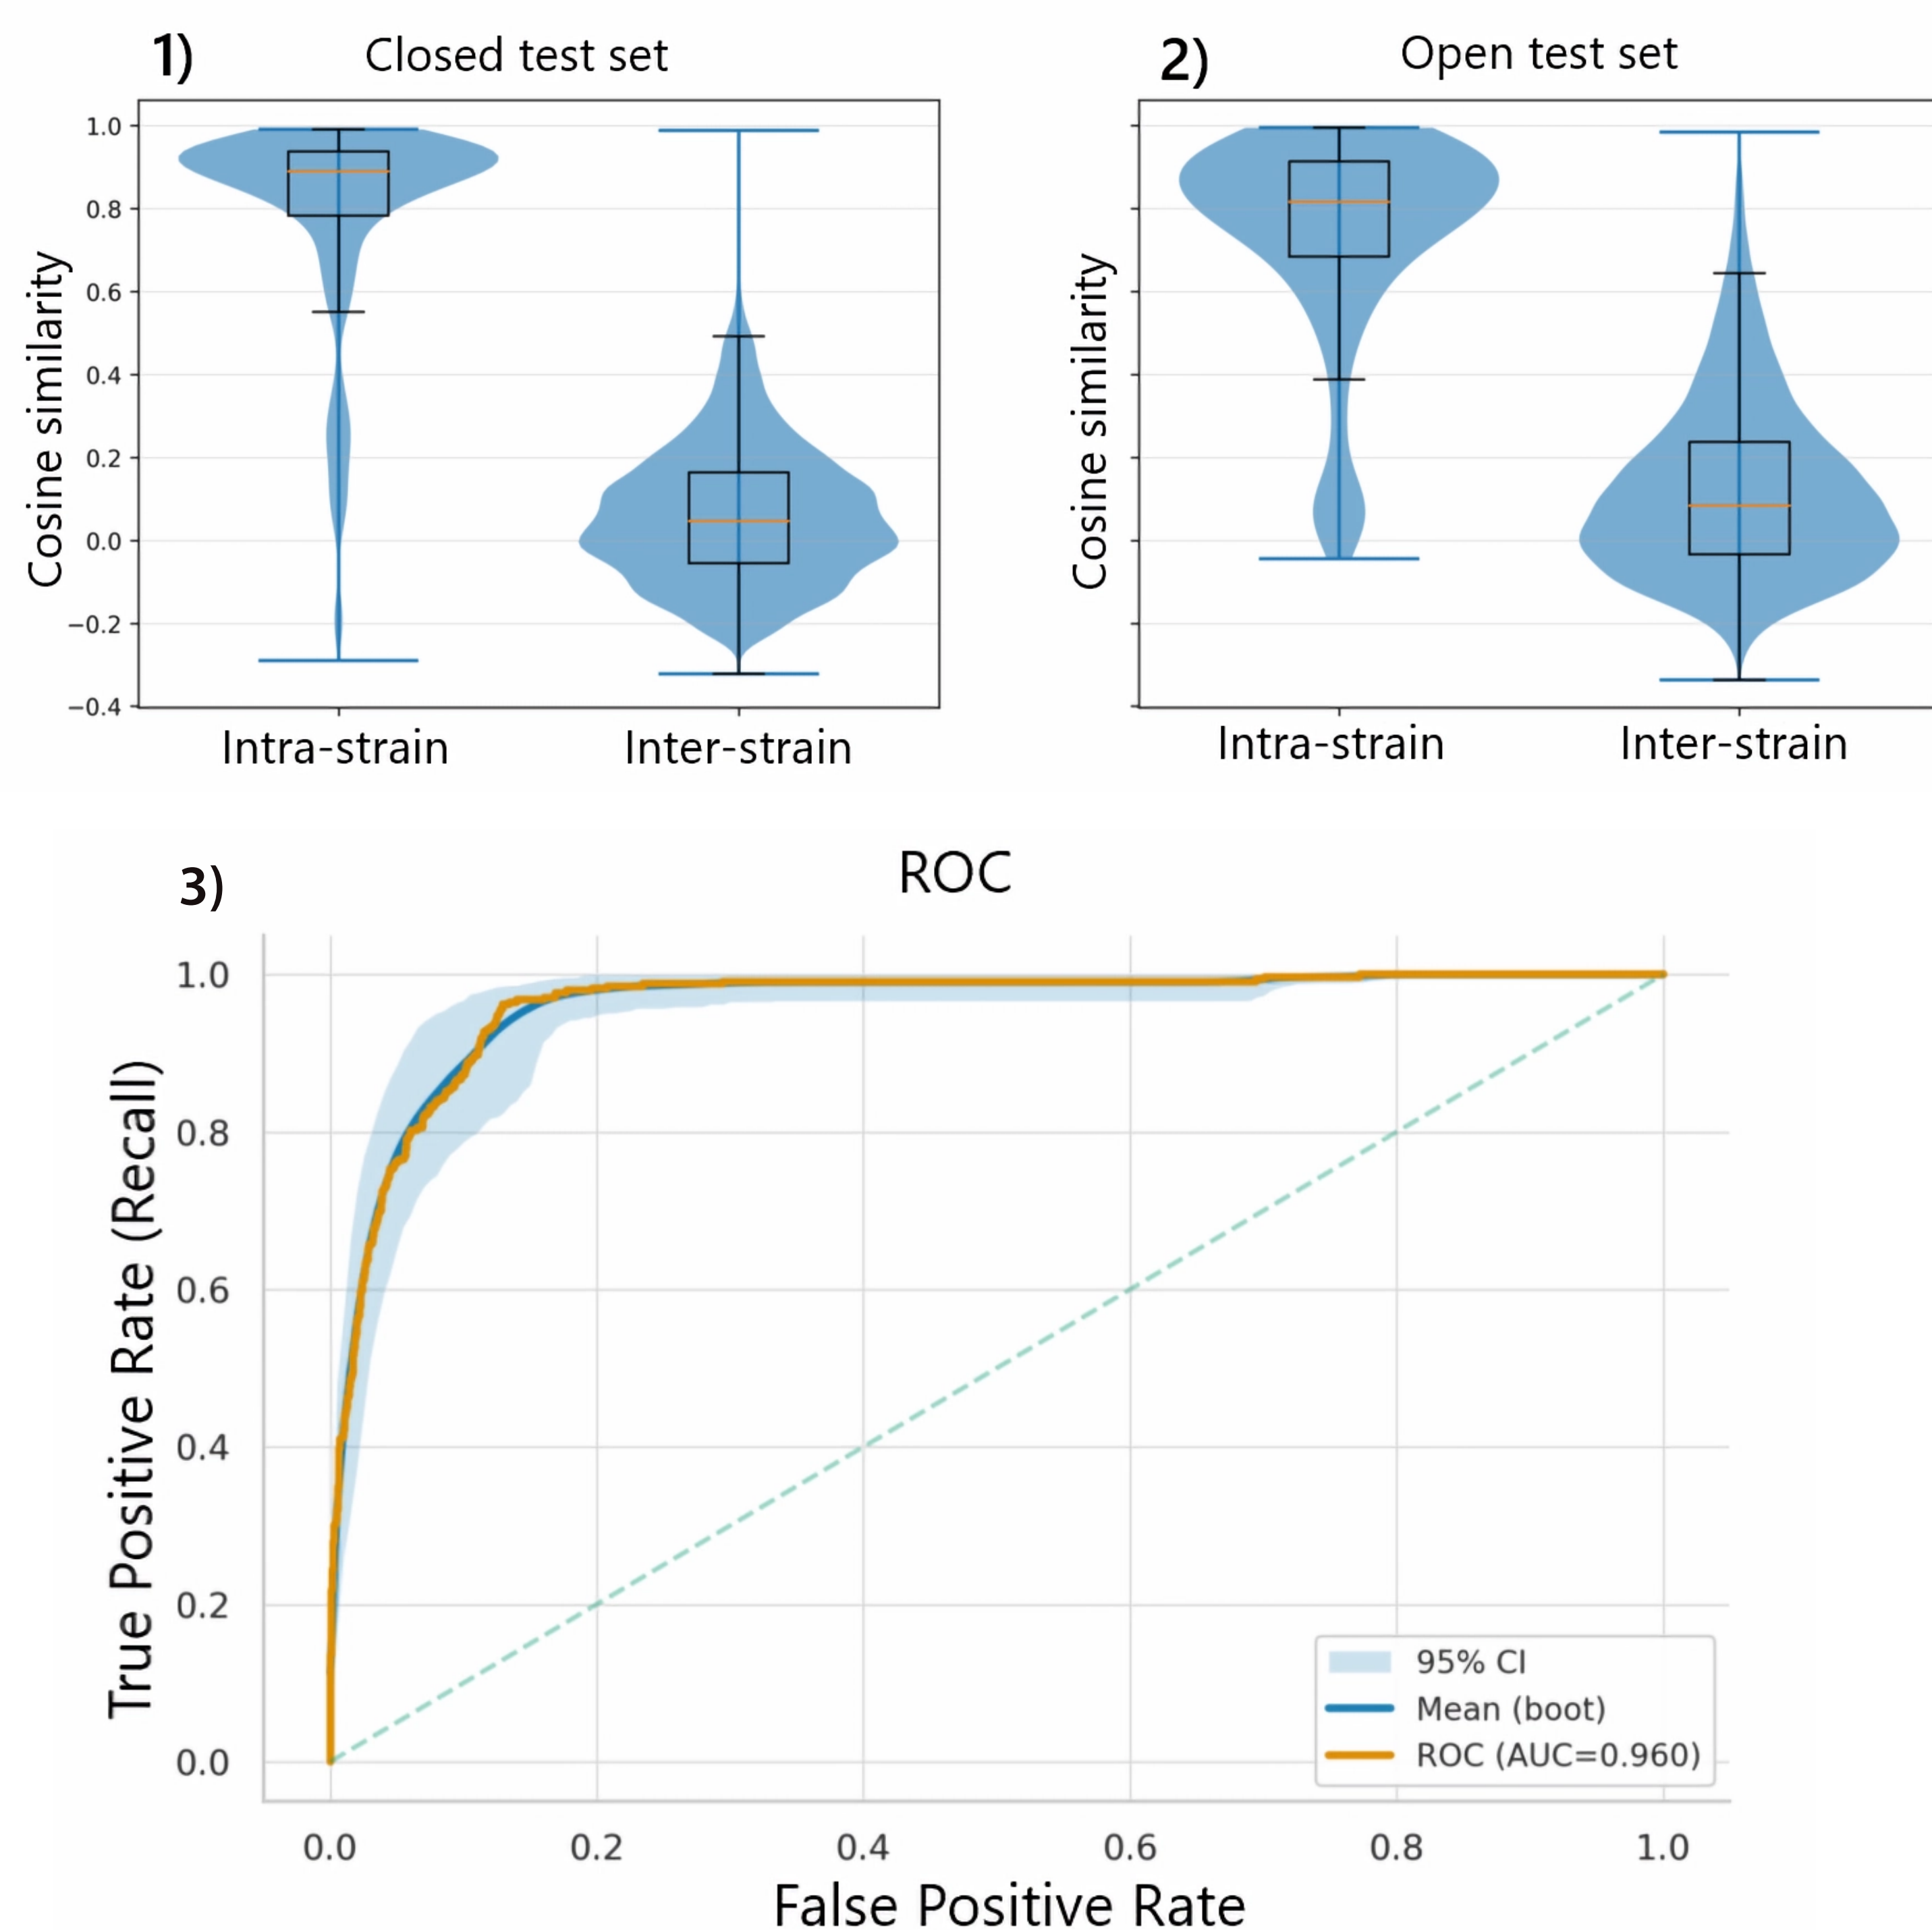 1)
Closed test set
2)
Open test set
Cosine similarity
1.0
0.8
0.6
0.4
0.2
0.0
−0.2
−0.4
Intra-strain
Inter-strain
Cosine similarity
Intra-strain
Inter-strain
3)
ROC
True Positive Rate (Recall)
1.0
0.8
0.6
0.4
0.2
0.0
95% CI
Mean (boot)
ROC (AUC=0.960)
0.0
0.2
0.4
0.6
0.8
1.0
False Positive Rate